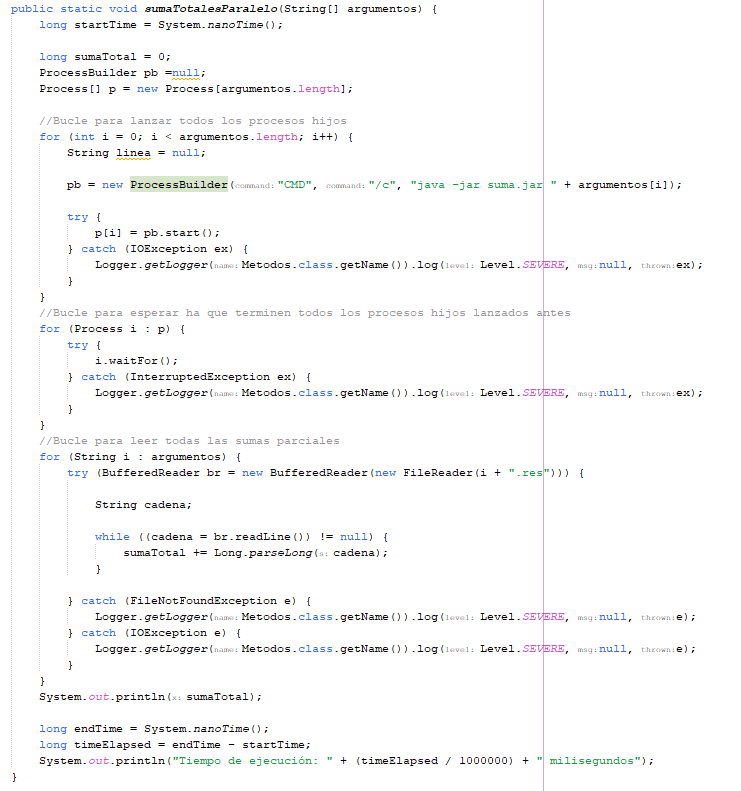 public static void sumaTotalesParalelo(String[] argumentos) {
    long startTime = System.nanoTime();

    long sumaTotal = 0;
    ProcessBuilder pb =null;
    Process[] p = new Process[argumentos.length];

    //Bucle para lanzar todos los procesos hijos
    for (int i = 0; i < argumentos.length; i++) {
        String linea = null;

        pb = new ProcessBuilder(command: "CMD", command: "/c", "java -jar suma.jar " + argumentos[i]);

        try {
            p[i] = pb.start();
        } catch (IOException ex) {
            Logger.getLogger(name: Metodos.class.getName()).log(level: Level.SEVERE, msg: null, thrown: ex);
        }
    }
    //Bucle para esperar ha que terminen todos los procesos hijos lanzados antes
    for (Process i : p) {
        try {
            i.waitFor();
        } catch (InterruptedException ex) {
            Logger.getLogger(name: Metodos.class.getName()).log(level: Level.SEVERE, msg: null, thrown: ex);
        }
    }
    //Bucle para leer todas las sumas parciales
    for (String i : argumentos) {
        try (BufferedReader br = new BufferedReader(new FileReader(i + ".res"))) {

            String cadena;

            while ((cadena = br.readLine()) != null) {
                sumaTotal += Long.parseLong(s: cadena);
            }

        } catch (FileNotFoundException e) {
            Logger.getLogger(name: Metodos.class.getName()).log(level: Level.SEVERE, msg: null, thrown: e);
        } catch (IOException e) {
            Logger.getLogger(name: Metodos.class.getName()).log(level: Level.SEVERE, msg: null, thrown: e);
        }
    }
    System.out.println(x: sumaTotal);

    long endTime = System.nanoTime();
    long timeElapsed = endTime - startTime;
    System.out.println("Tiempo de ejecución: " + (timeElapsed / 1000000) + " milisegundos");
}